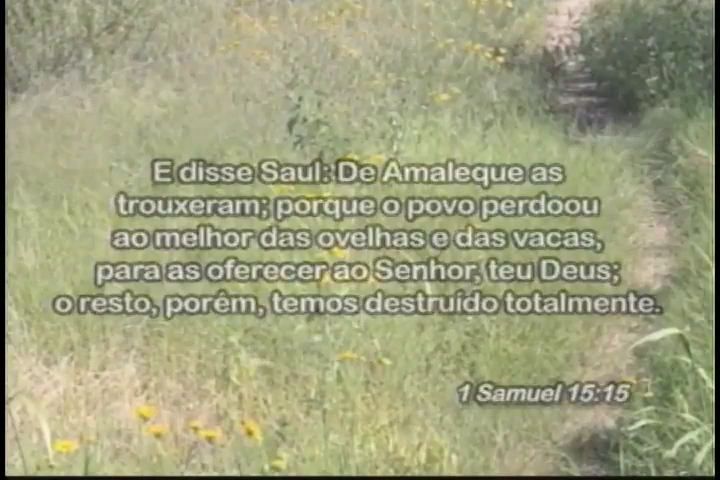 E disse Saul: De Amaleque as
trouxeram; porque o povo perdoou
ao melhor das ovelhas e das vacas,
para as oferecer ao Senhor, teu Deus;
o resto, porém, temos destruído totalmente.
1 Samuel 15:15